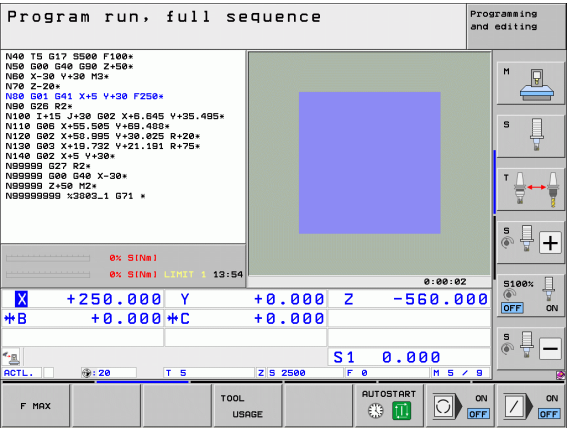 Program run, full sequence
Programming
and editing
N40 T5 G17 S500 F100*
N50 G00 G40 G90 Z+50*
N60 X-30 Y+30 M3*
N70 Z-20*
N80 G01 G41 X+5 Y+30 F250*
N90 G26 R2*
N100 I+15 J+30 G02 X+6.645 Y+35.495*
N110 G06 X+55.505 Y+69.488*
N120 G02 X+58.995 Y+30.025 R+20*
N130 G03 X+19.732 Y+21.191 R+75*
N140 G02 X+5 Y+30*
N99999 G27 R2*
N99999 G00 G40 X-30*
N99999 Z+50 M2*
N99999999 %3803_1 G71 *
0% S[Nm]
0% S[Nm] LIMIT 1 13:54
0:00:02
X +250.000 Y +0.000 Z -560.000
B +0.000 C +0.000
S1 0.000
ACTL. :20 T 5 Z S 2500 F 0 M 5 / 9
M
S
T
S
S100%
OFF ON
S
F MAX
TOOL
USAGE
AUTOSTART
ON
OFF
ON
OFF